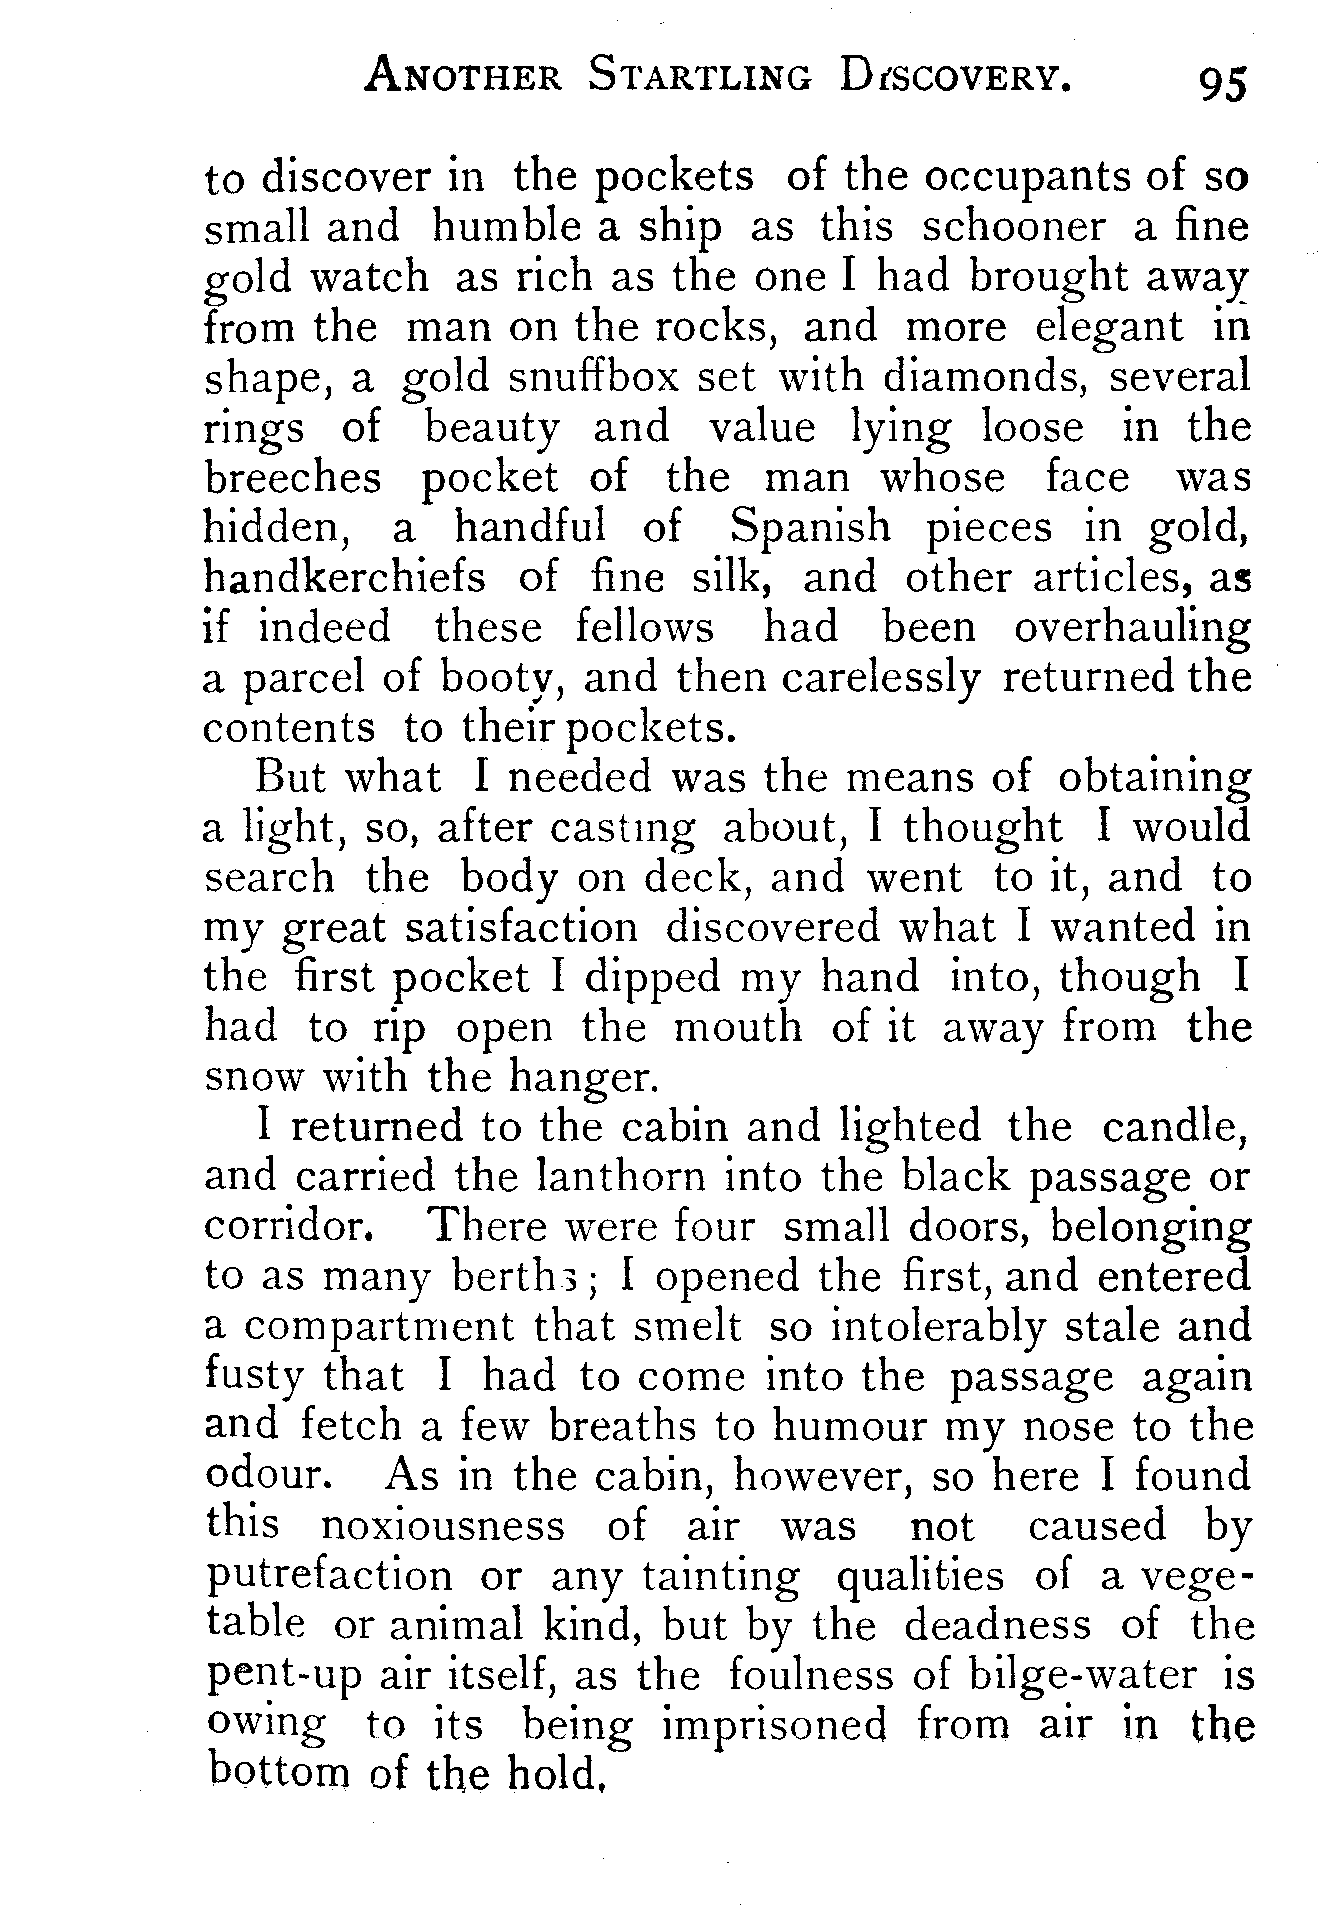 ANOTHER STARTLING DISCOVERY. 95
to discover in the pockets of the occupants of so
small and humble a ship as this schooner a fine
gold watch as rich as the one I had brought away
from the man on the rocks, and more elegant in
shape, a gold snuffbox set with diamonds, several
rings of beauty and value lying loose in the
breeches pocket of the man whose face was
hidden, a handful of Spanish pieces in gold,
handkerchiefs of fine silk, and other articles, as
if indeed these fellows had been overhauling
a parcel of booty, and then carelessly returned the
contents to their pockets.
But what I needed was the means of obtaining
a light, so, after casting about, I thought I would
search the body on deck, and went to it, and to
my great satisfaction discovered what I wanted in
the first pocket I dipped my hand into, though I
had to rip open the mouth of it away from the
snow with the hanger.
I returned to the cabin and lighted the candle,
and carried the lanthorn into the black passage or
corridor. There were four small doors, belonging
to as many berths; I opened the first, and entered
a compartment that smelt so intolerably stale and
fusty that I had to come into the passage again
and fetch a few breaths to humour my nose to the
odour. As in the cabin, however, so here I found
this noxiousness of air was not caused by
putrefaction or any tainting qualities of a vege-
table or animal kind, but by the deadness of the
pent-up air itself, as the foulness of bilge-water is
owing to its being imprisoned from air in the
bottom of the hold.